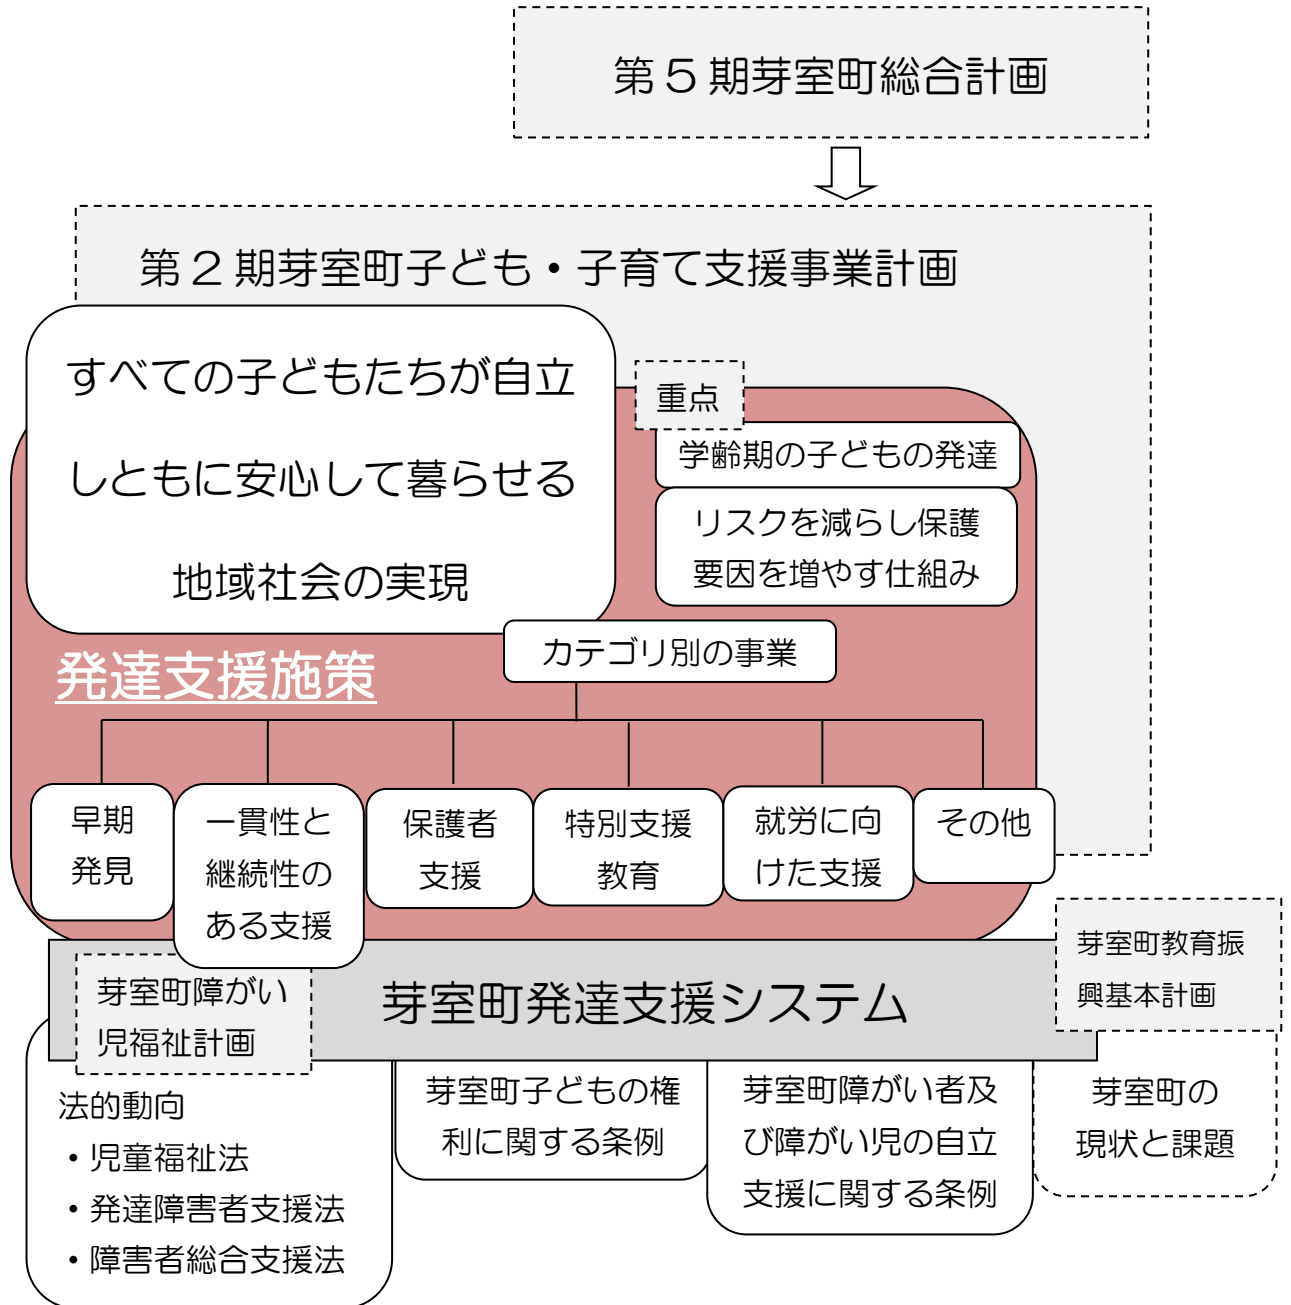 第５期芽室町総合計画
第２期芽室町子ども・子育て支援事業計画
すべての子どもたちが自立
しともに安心して暮らせる
地域社会の実現
重点
学齢期の子どもの発達
リスクを減らし保護
要因を増やす仕組み
発達支援施策
カテゴリ別の事業
早期
発見
一貫性と
継続性の
ある支援
保護者
支援
特別支援
教育
就労に向
けた支援
その他
芽室町教育振
興基本計画
芽室町障がい
児福祉計画
芽室町発達支援システム
法的動向
・児童福祉法
・発達障害者支援法
・障害者総合支援法
芽室町子どもの権
利に関する条例
芽室町障がい者及
び障がい児の自立
支援に関する条例
芽室町の
現状と課題